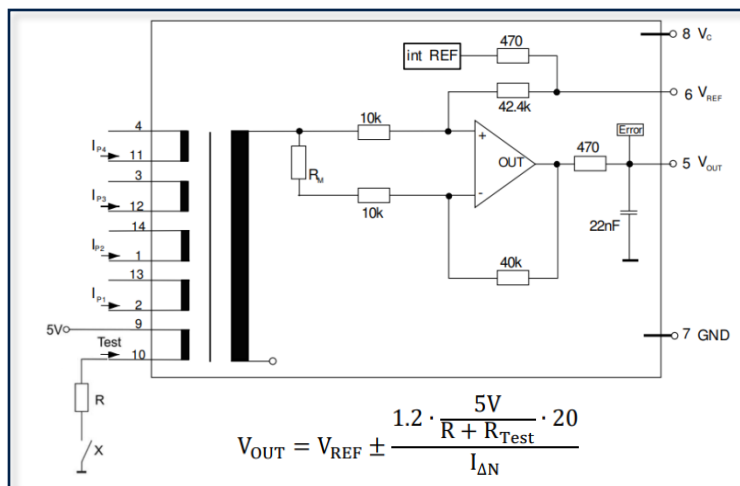 470
8 V_C
int REF
42.4k
6 V_REF
4
10k
+
Error
I_P4
11
OUT
470
5 V_OUT
3
R_M
-
I_P3
12
10k
22nF
14
I_P2
1
40k
13
I_P1
2
5V
9
7 GND
Test
10
R
X
V_OUT = V_REF ± (1.2 · 5V / (R + R_Test) · 20) / I_ΔN